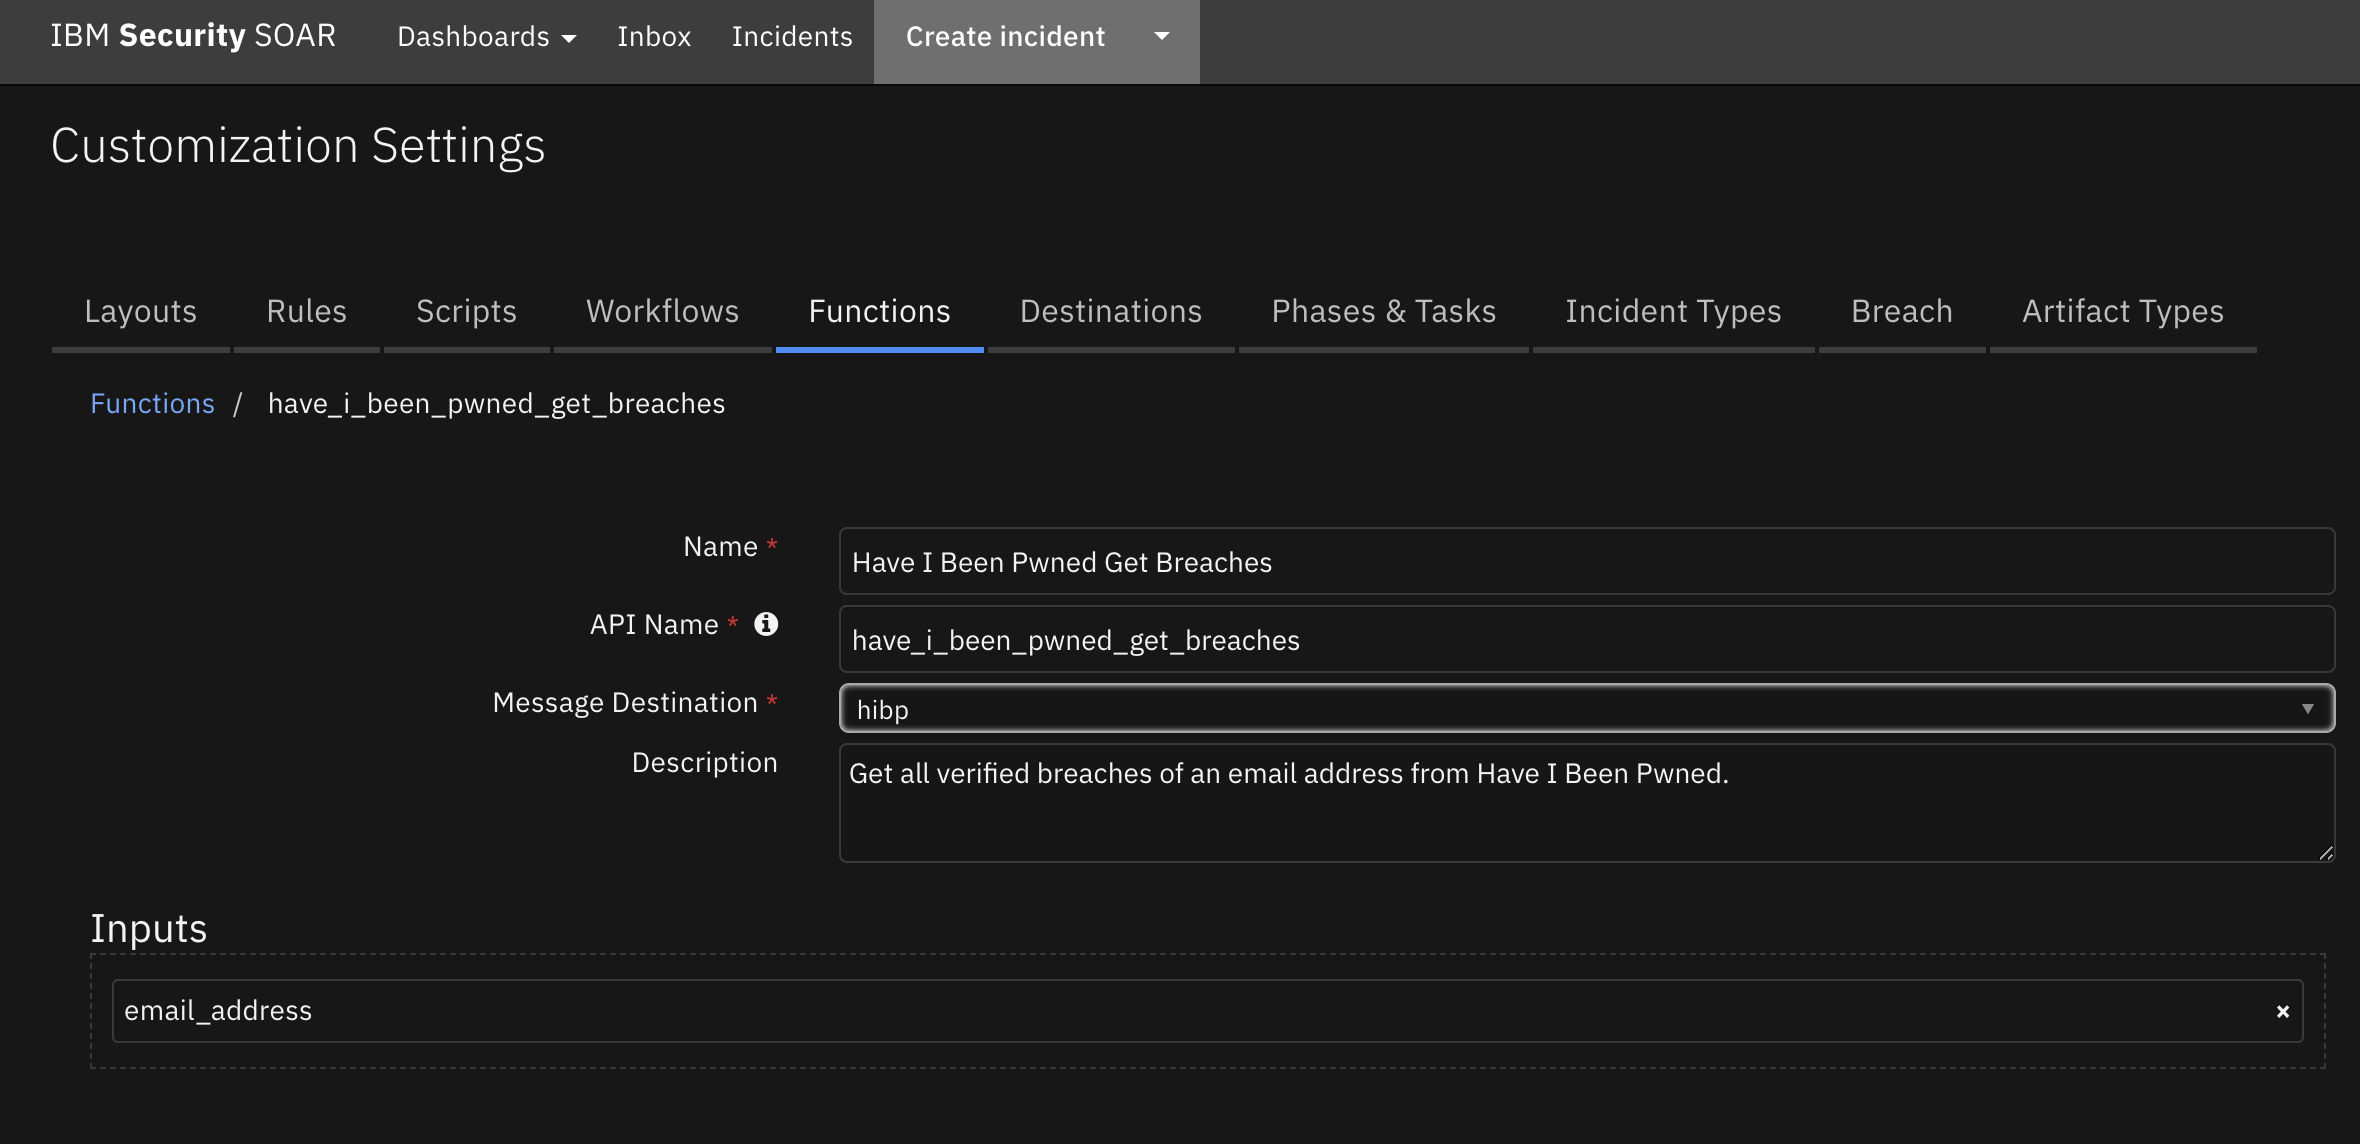 IBM Security SOAR Dashboards Inbox Incidents Create incident
Customization Settings
Layouts Rules Scripts Workflows Functions Destinations Phases & Tasks Incident Types Breach Artifact Types
Functions / have_i_been_pwned_get_breaches
Name * Have I Been Pwned Get Breaches
API Name * have_i_been_pwned_get_breaches
Message Destination * hibp
Description Get all verified breaches of an email address from Have I Been Pwned.
Inputs
email_address